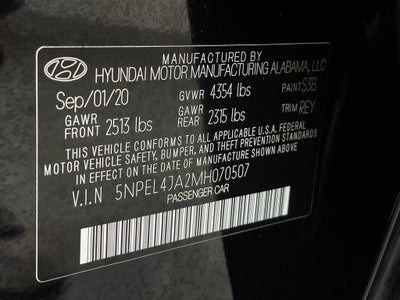 MANUFACTURED BY
HYUNDAI MOTOR MANUFACTURING ALABAMA, LLC
Sep/01/20 GVWR 4354 lbs PAINT S3B
GAWR FRONT 2513 lbs GAWR REAR 2315 lbs TRIM REY
THIS VEHICLE CONFORMS TO ALL APPLICABLE U.S.A. FEDERAL
MOTOR VEHICLE SAFETY, BUMPER, AND THEFT PREVENTION STANDARDS
IN EFFECT ON THE DATE OF MANUFACTURE SHOWN ABOVE.
V.I.N 5NPEL4JA2MH070507
PASSENGER CAR